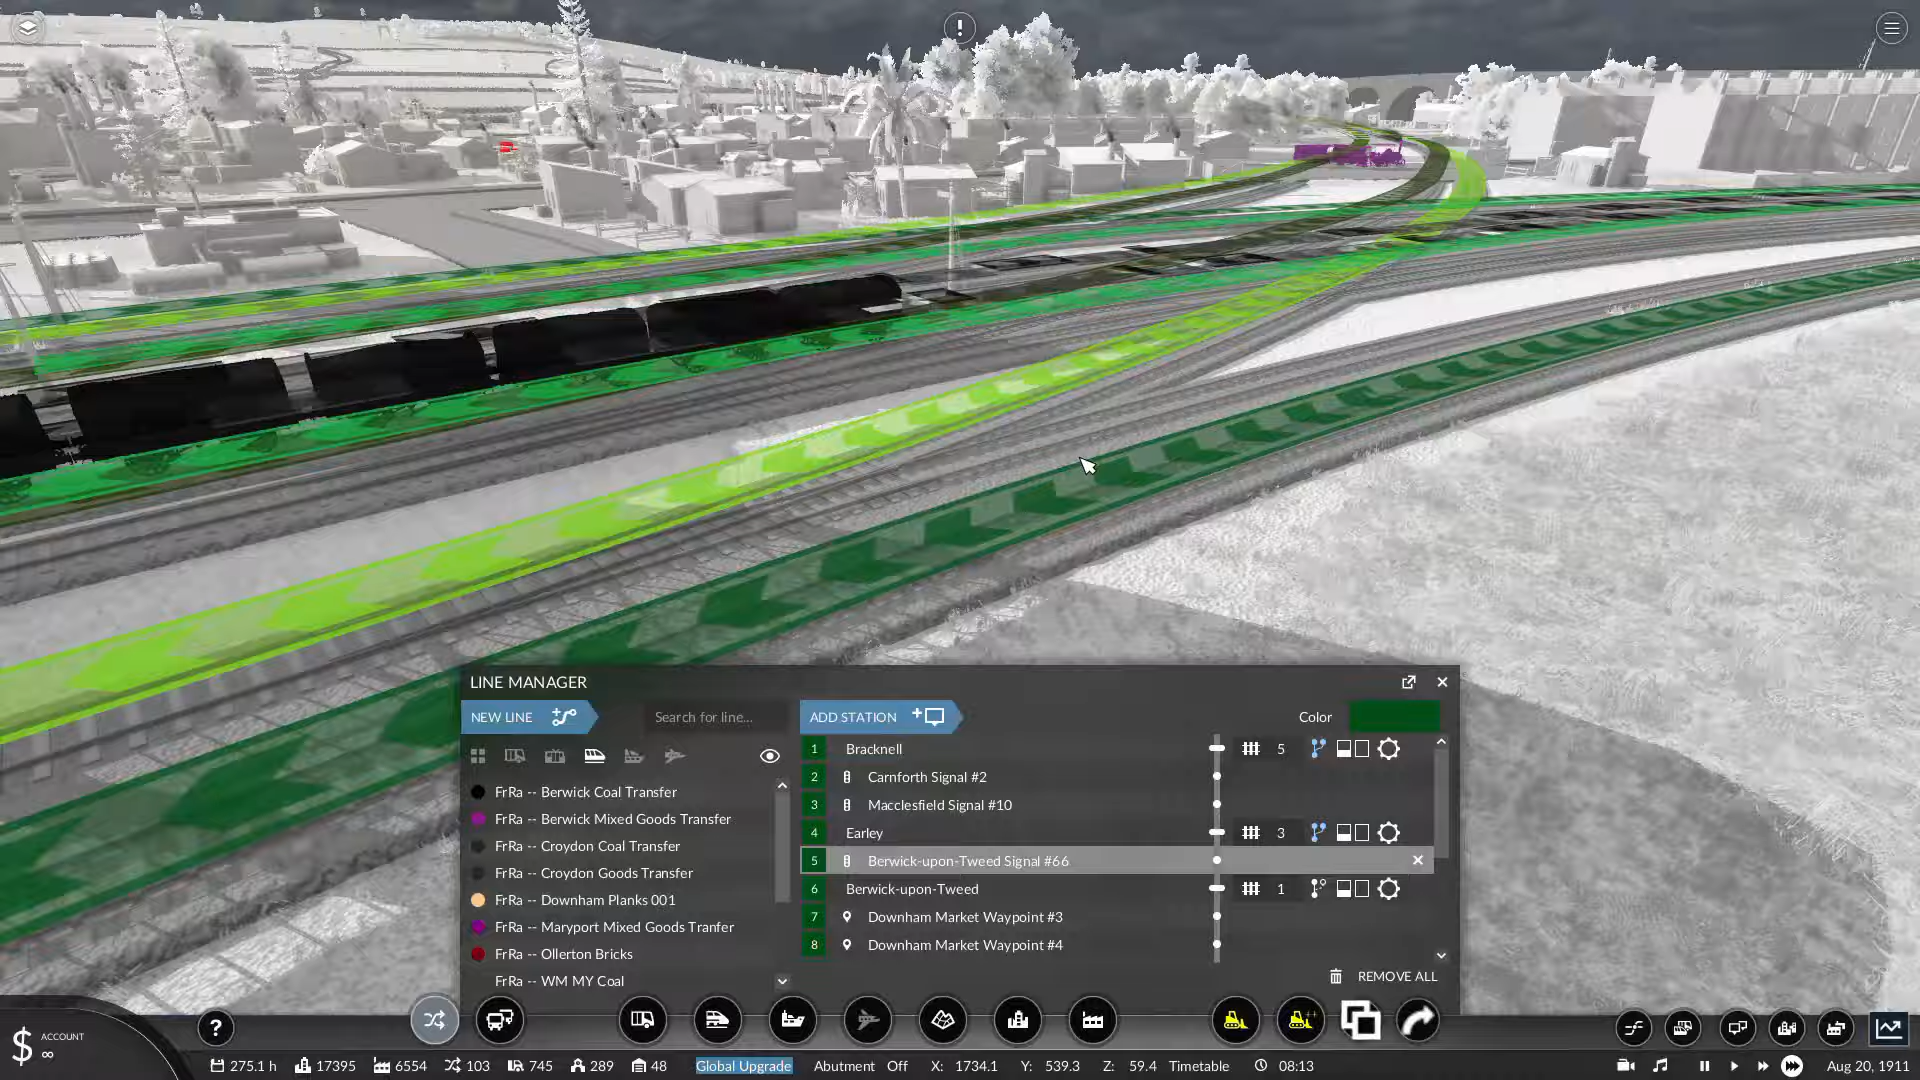 !
LINE MANAGER
NEW LINE
Search for line...
ADD STATION
Color
FrRa -- Berwick Coal Transfer
FrRa -- Berwick Mixed Goods Transfer
FrRa -- Croydon Coal Transfer
FrRa -- Croydon Goods Transfer
FrRa -- Downham Planks 001
FrRa -- Maryport Mixed Goods Tranfer
FrRa -- Ollerton Bricks
FrRa -- WM MY Coal
1 Bracknell 5
2 Carnforth Signal #2
3 Macclesfield Signal #10
4 Earley 3
5 Berwick-upon-Tweed Signal #66
6 Berwick-upon-Tweed 1
7 Downham Market Waypoint #3
8 Downham Market Waypoint #4
REMOVE ALL
$ ACCOUNT
∞
?
275.1 h 17395 6554 103 745 289 48 Global Upgrade Abutment Off X: 1734.1 Y: 539.3 Z: 59.4 Timetable 08:13 Aug 20, 1911